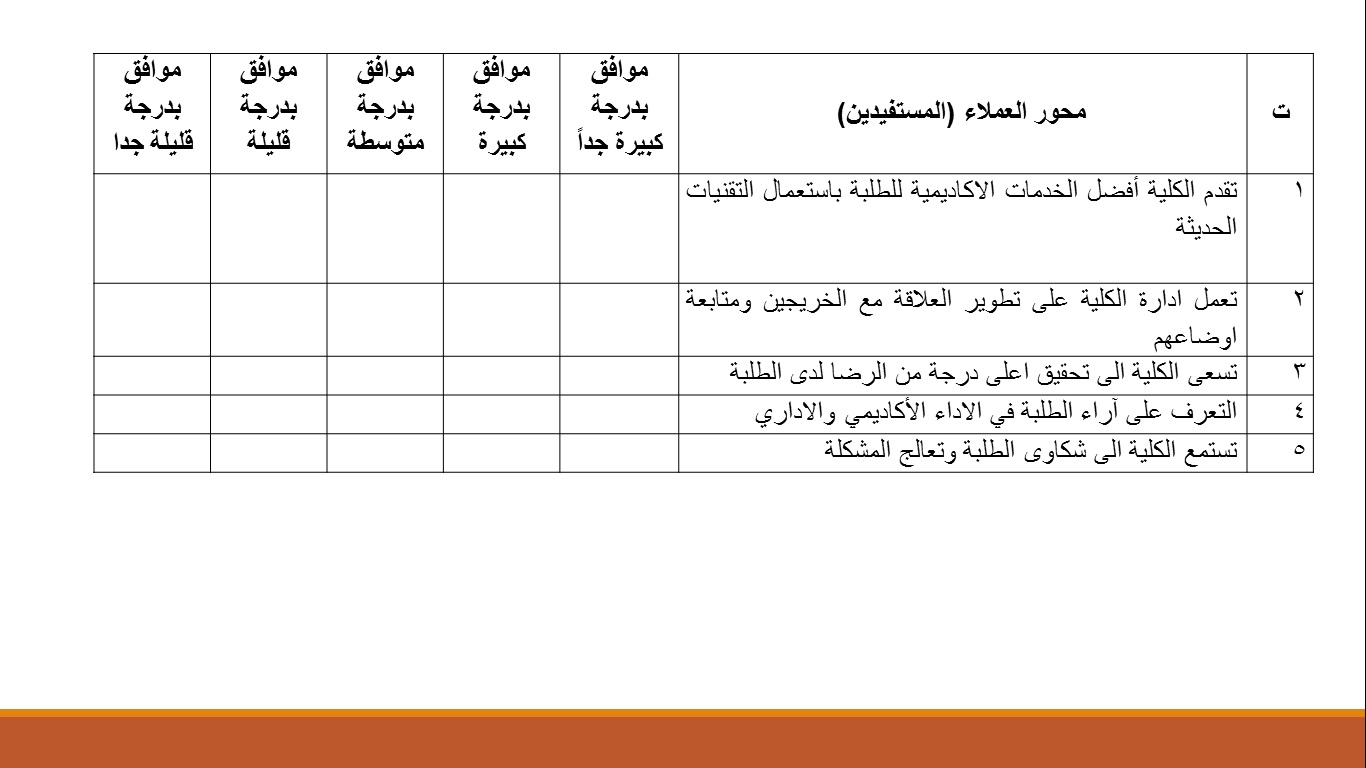 ت
محور العملاء (المستفيدين)
موافق
بدرجة
كبيرة جداً
موافق
بدرجة
كبيرة
موافق
بدرجة
متوسطة
موافق
بدرجة
قليلة
موافق
بدرجة
قليلة جدا
١
تقدم الكلية أفضل الخدمات الاكاديمية للطلبة باستعمال التقنيات
الحديثة
٢
تعمل ادارة الكلية على تطوير العلاقة مع الخريجين ومتابعة
اوضاعهم
٣
تسعى الكلية الى تحقيق اعلى درجة من الرضا لدى الطلبة
٤
التعرف على آراء الطلبة في الاداء الأكاديمي والاداري
٥
تستمع الكلية الى شكاوى الطلبة وتعالج المشكلة